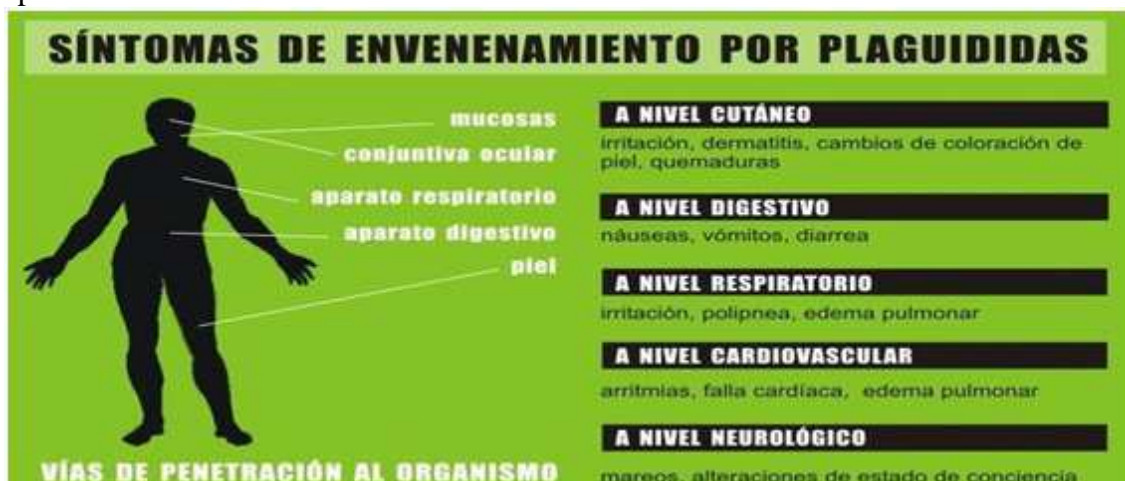 SÍNTOMAS DE ENVENENAMIENTO POR PLAGUIDIDAS
mucosas
conjuntiva ocular
aparato respiratorio
aparato digestivo
piel
VÍAS DE PENETRACIÓN AL ORGANISMO
A NIVEL CUTÁNEO
irritación, dermatitis, cambios de coloración de
piel, quemaduras
A NIVEL DIGESTIVO
náuseas, vómitos, diarrea
A NIVEL RESPIRATORIO
irritación, polipnea, edema pulmonar
A NIVEL CARDIOVASCULAR
arritmias, falla cardíaca, edema pulmonar
A NIVEL NEUROLÓGICO
mareos, alteraciones de estado de conciencia